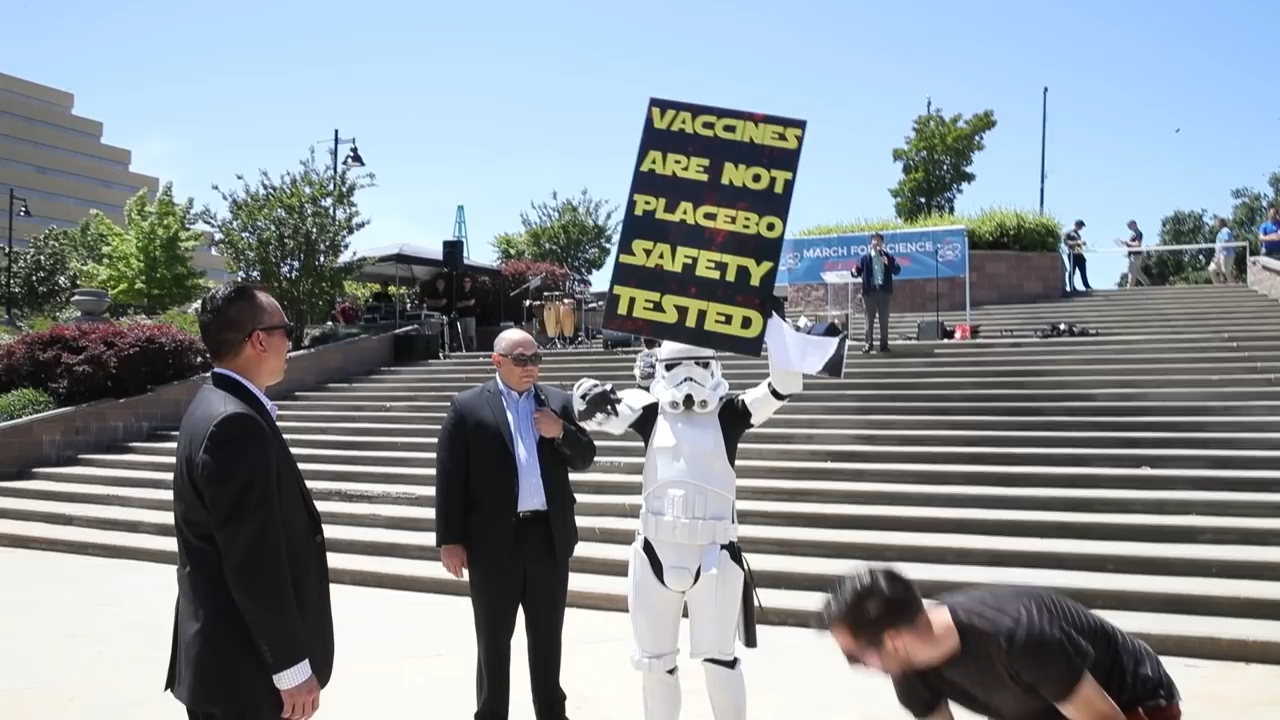 VACCINES
ARE NOT
PLACEBO
SAFETY
TESTED
MARCH FOR SCIENCE